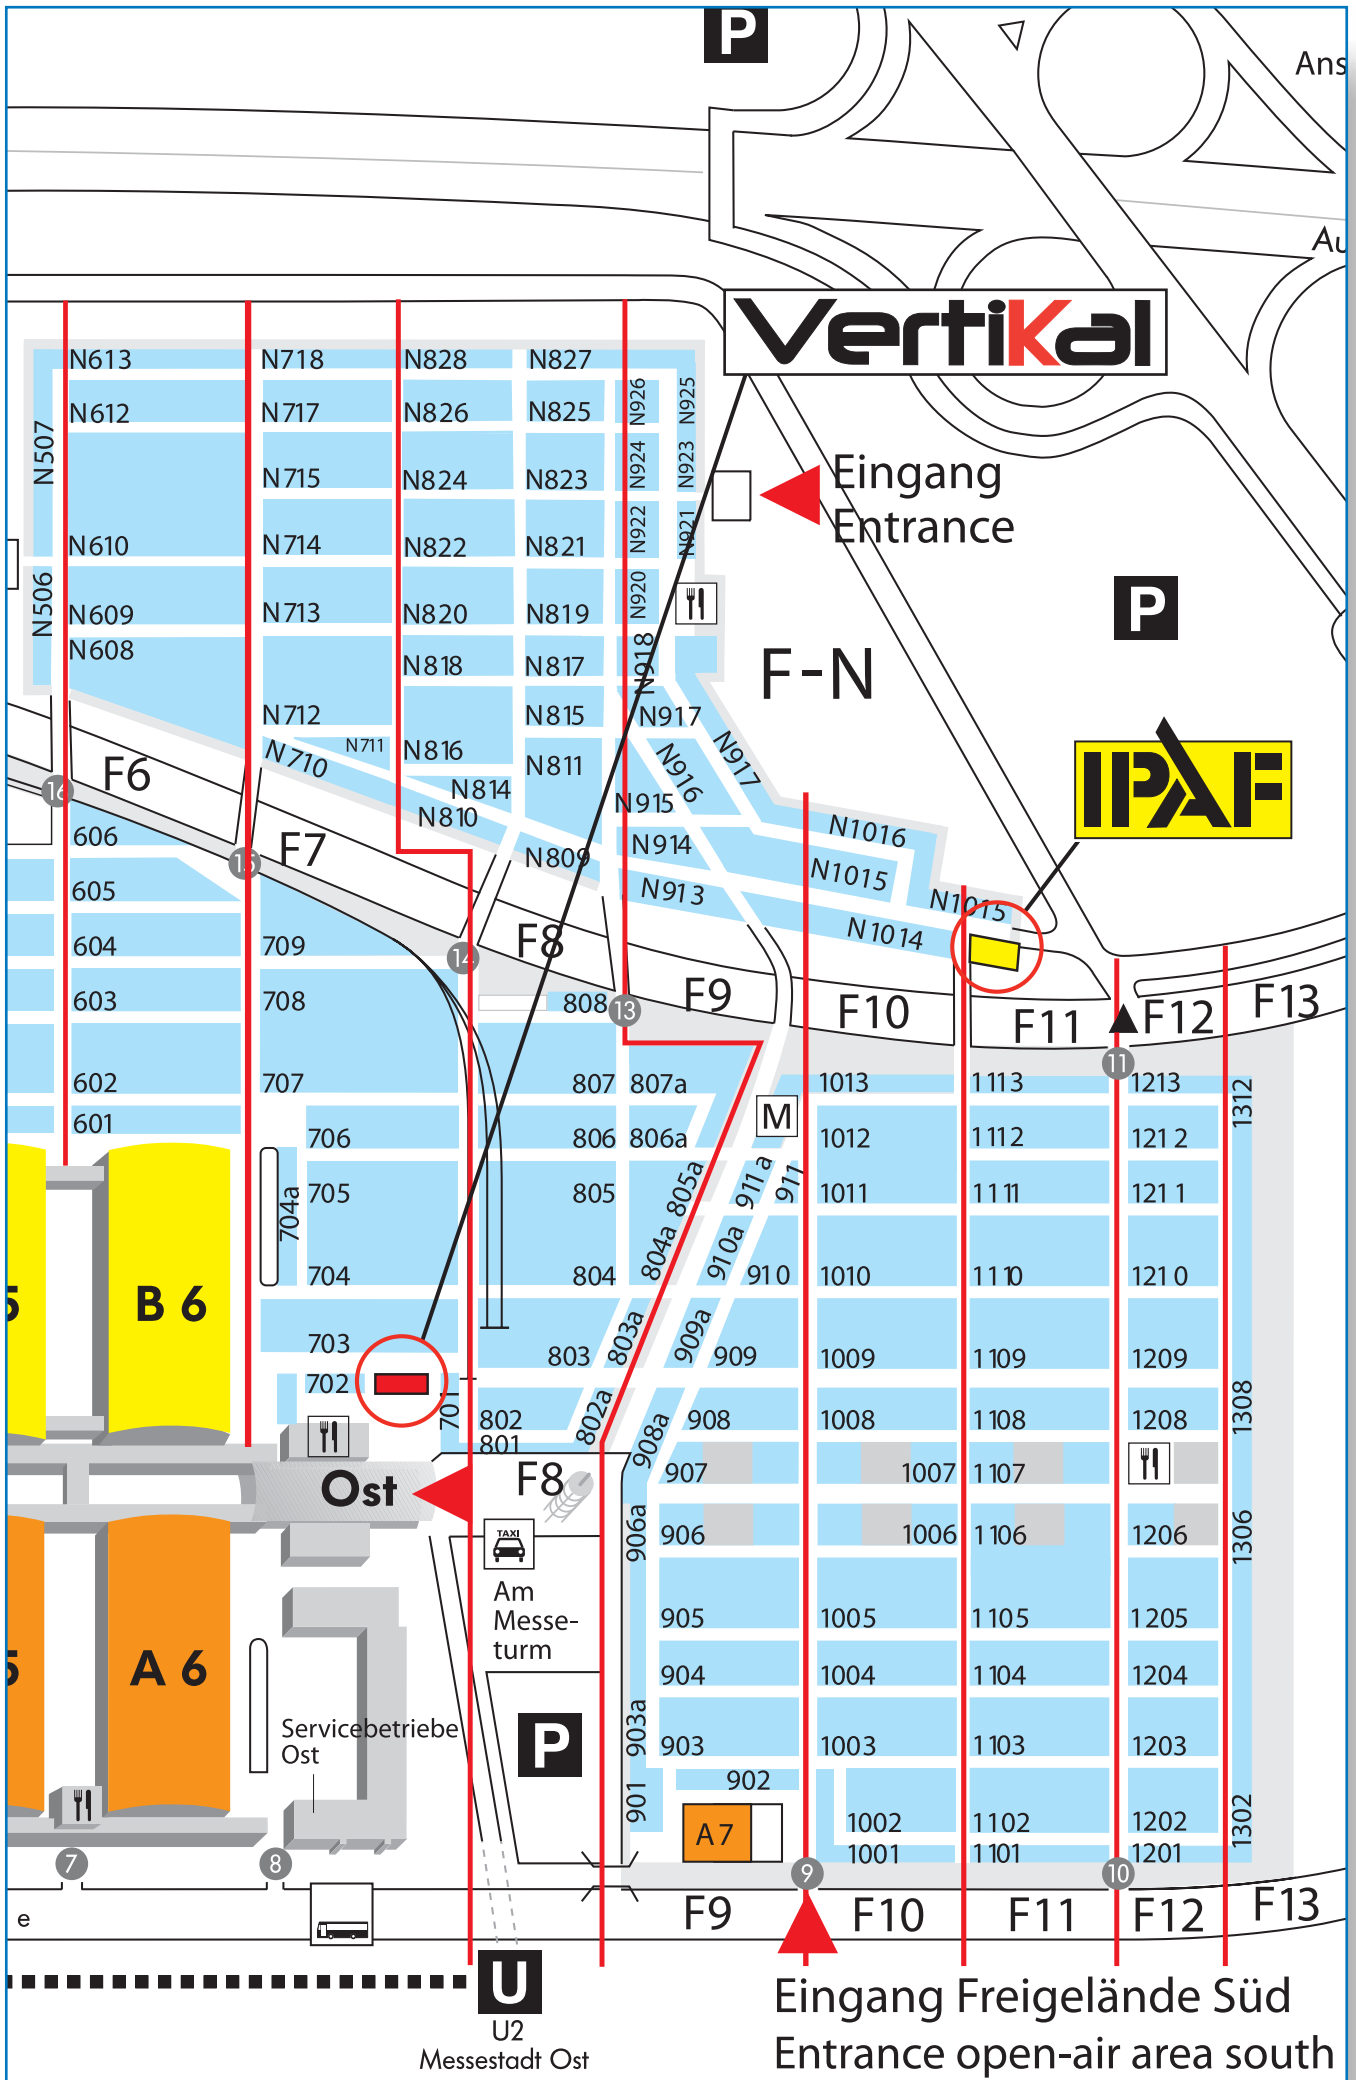 P
Ans
Au
Vertikal
N613
N718
N828
N827
N612
N717
N826
N825
N926
N925
N507
N715
N824
N823
N924
N923
Eingang
Entrance
N610
N714
N822
N821
N922
N921
N506
N609
N713
N820
N819
N920
P
N608
N818
N817
N918
F-N
N712
N711
N816
N815
N917
N917
N710
N814
N811
N916
IPAF
F6
16
N810
N915
N1016
606
F7
15
N809
N914
N1015
605
N913
N1015
604
709
14
F8
N1014
603
708
808
13
F9
F10
F11
F12
F13
11
602
707
807
807a
1013
1113
1213
1312
601
706
806
806a
M
1012
1112
1212
704a
705
805
805a
911a
911
1011
1111
1211
704
804
804a
910a
910
1010
1110
1210
5
B 6
703
803
803a
909a
909
1009
1109
1209
702
701
802
802a
908a
908
1008
1108
1208
1308
801
Ost
F8
907
1007
1107
TAXI
906a
906
1006
1106
1206
1306
Am
Messe-
turm
905
1005
1105
1205
5
A 6
904
1004
1104
1204
Servicebetriebe
Ost
P
903a
903
1003
1103
1203
901
902
A7
1002
1102
1202
1302
1001
1101
1201
7
8
9
10
e
F9
F10
F11
F12
F13
U
U2
Messestadt Ost
Eingang Freigelände Süd
Entrance open-air area south